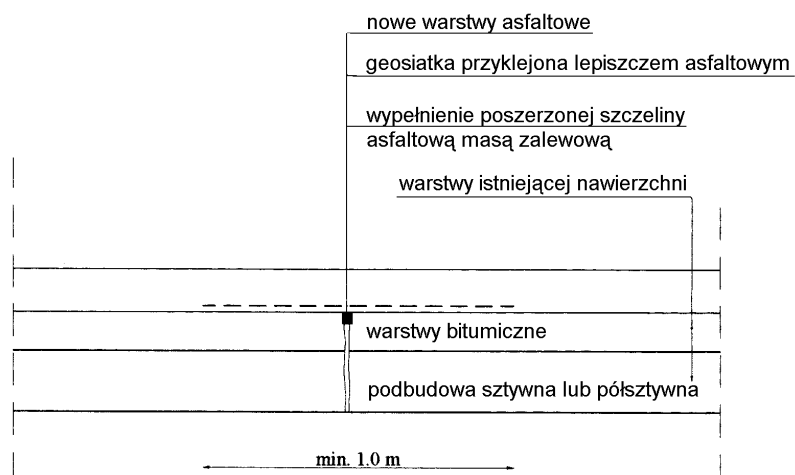 nowe warstwy asfaltowe
geosiatka przyklejona lepiszczem asfaltowym
wypełnienie poszerzonej szczeliny
asfaltową masą zalewową
warstwy istniejącej nawierzchni
warstwy bitumiczne
podbudowa sztywna lub półsztywna
min. 1.0 m